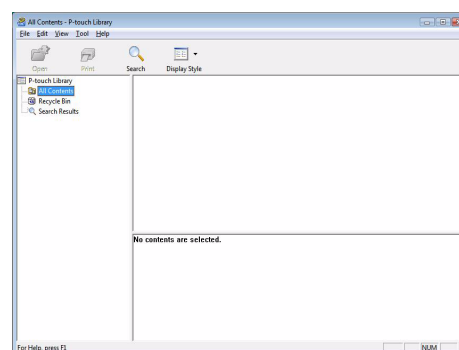 All Contents - P-touch Library
File Edit View Tool Help
Open Print Search Display Style
P-touch Library
All Contents
Recycle Bin
Search Results
No contents are selected.
For Help, press F1
NUM